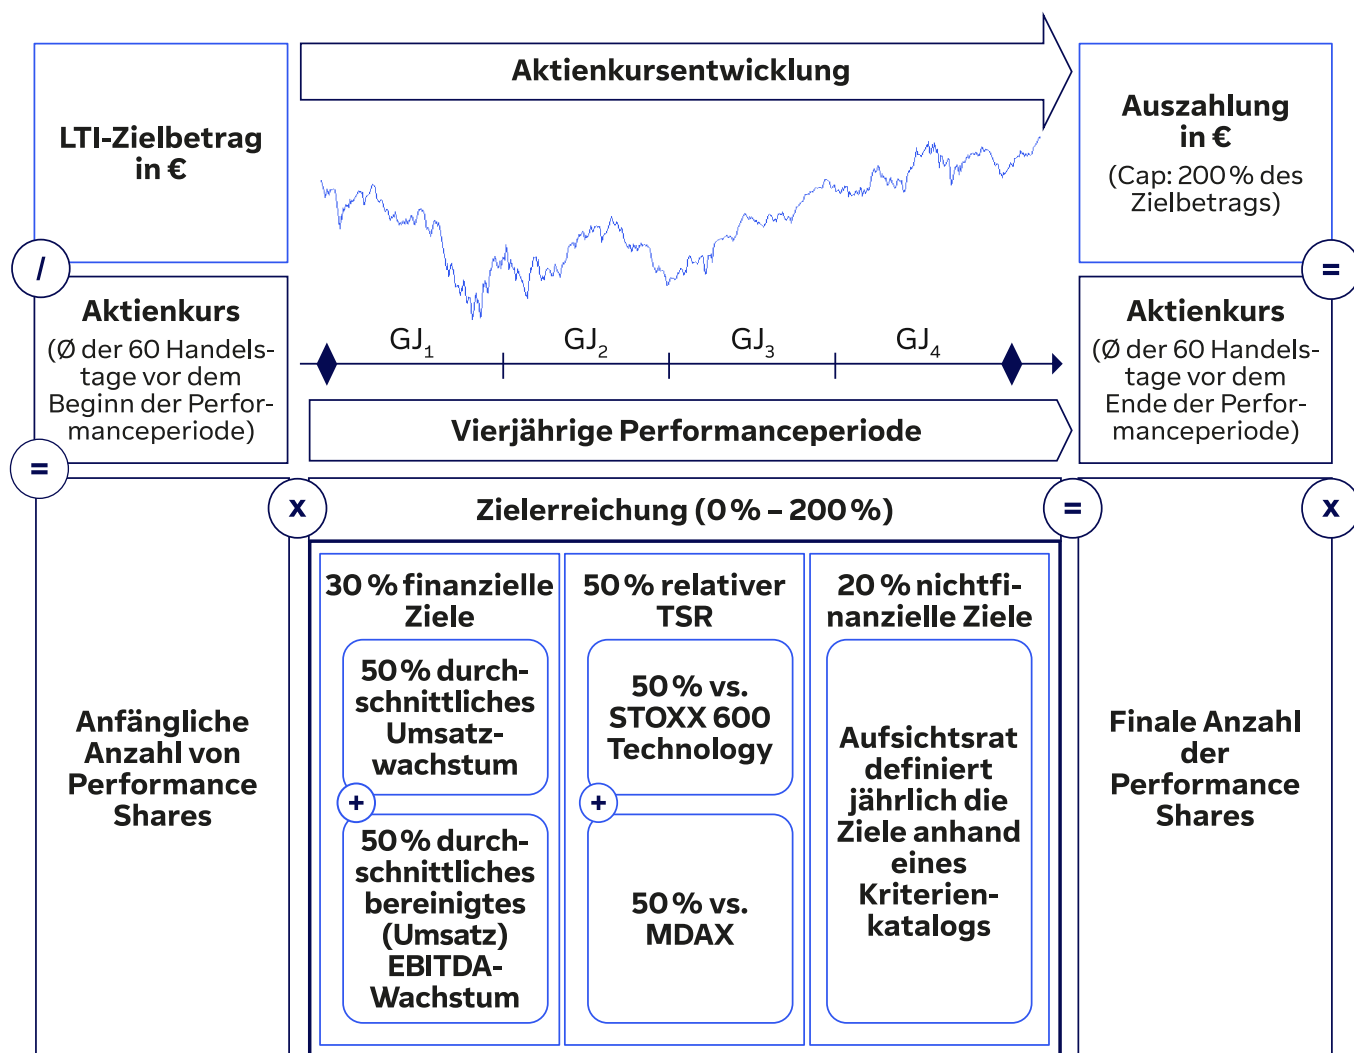 Aktienkursentwicklung
LTI-Zielbetrag
in €
/
Aktienkurs
(Ø der 60 Handels-
tage vor dem
Beginn der Perfor-
manceperiode)
=
Anfängliche
Anzahl von
Performance
Shares
x
GJ₁
GJ₂
GJ₃
GJ₄
Vierjährige Performanceperiode
Zielerreichung (0 % – 200 %)
30 % finanzielle
Ziele
50 % durch-
schnittliches
Umsatz-
wachstum
+
50 % durch-
schnittliches
bereinigtes
(Umsatz)
EBITDA-
Wachstum
50 % relativer
TSR
50 % vs.
STOXX 600
Technology
+
50 % vs.
MDAX
20 % nichtfi-
nanzielle Ziele
Aufsichtsrat
definiert
jährlich die
Ziele anhand
eines
Kriterien-
katalogs
=
Finale Anzahl
der
Performance
Shares
x
Aktienkurs
(Ø der 60 Handels-
tage vor dem
Ende der Perfor-
manceperiode)
=
Auszahlung
in €
(Cap: 200 % des
Zielbetrags)